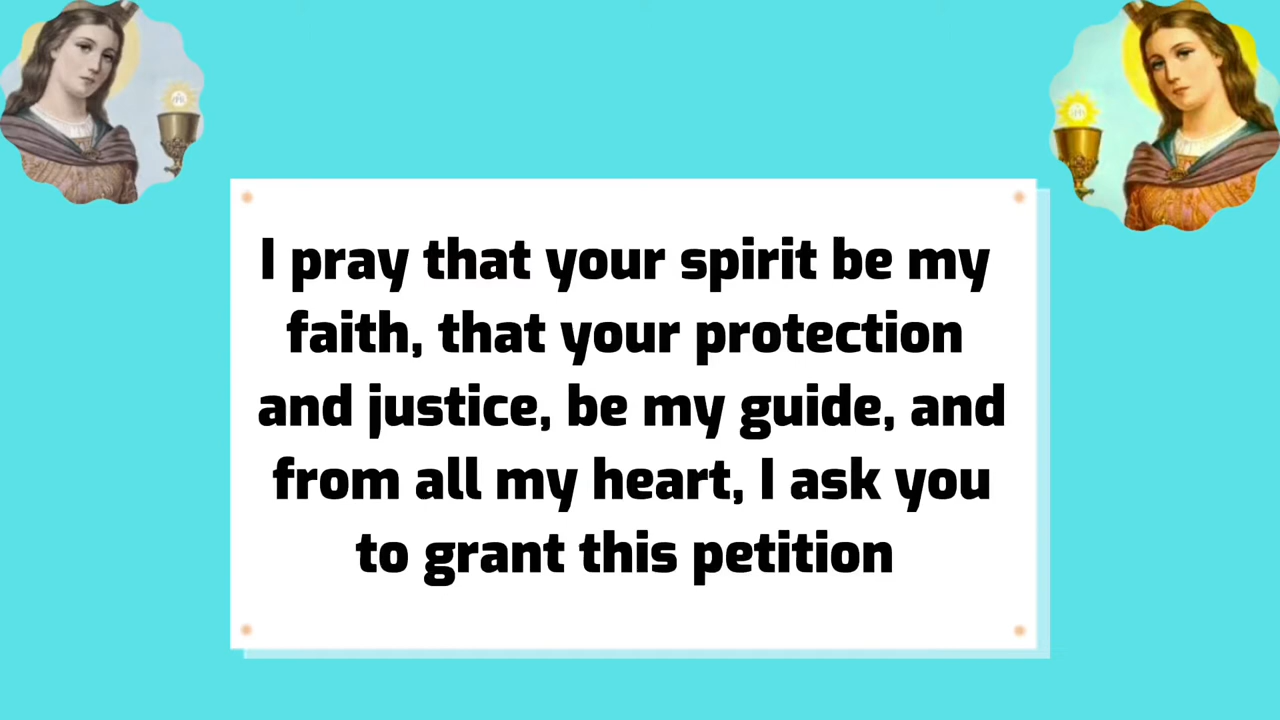 I pray that your spirit be my
faith, that your protection
and justice, be my guide, and
from all my heart, I ask you
to grant this petition